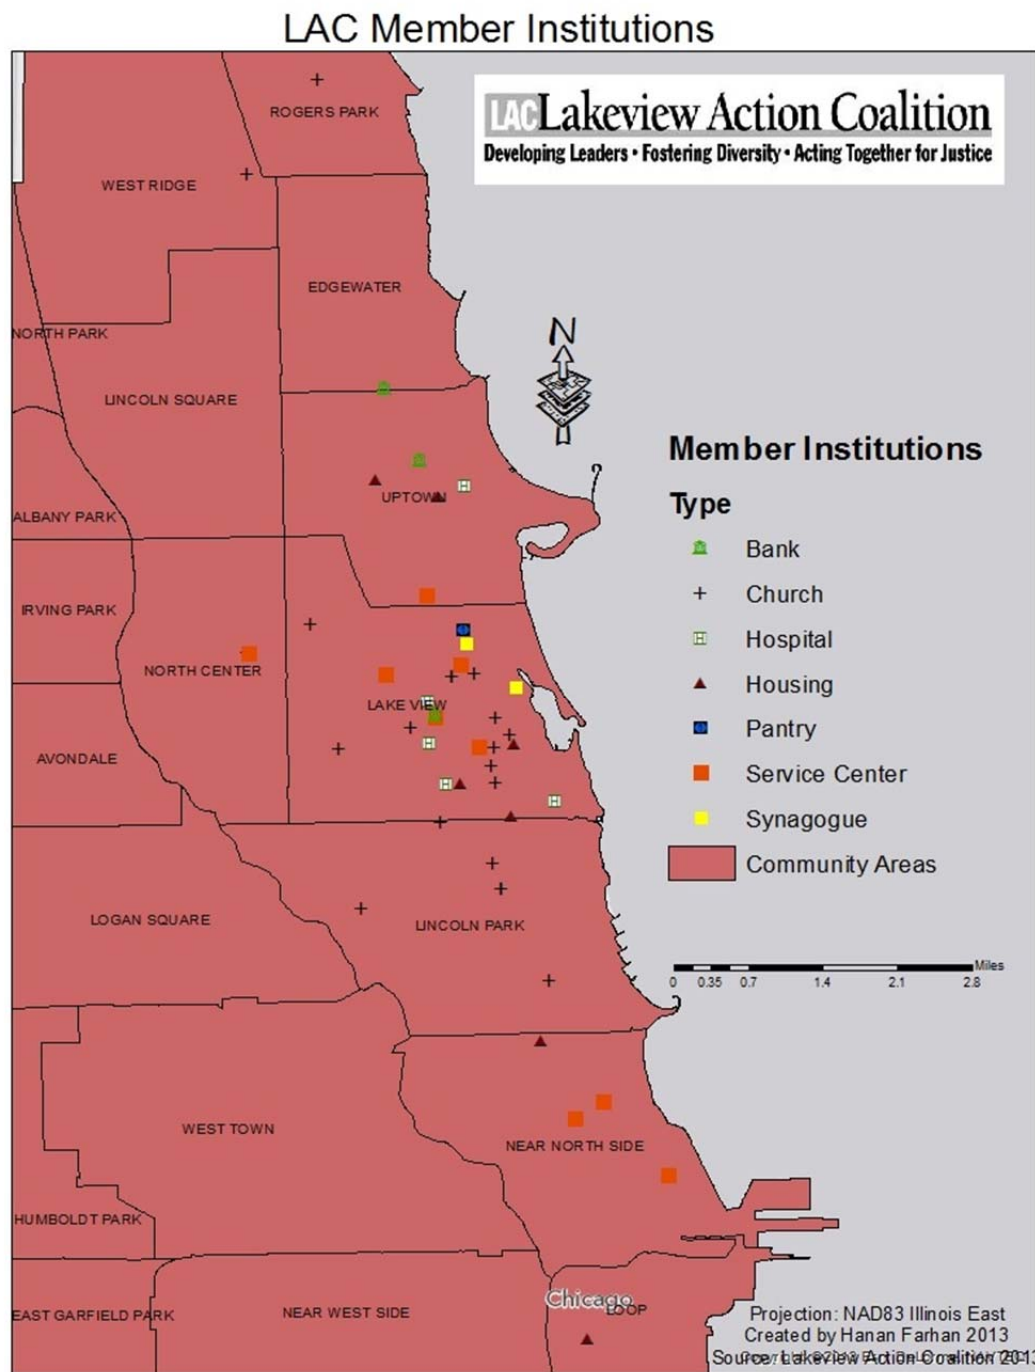 LAC Member Institutions
LAC Lakeview Action Coalition
Developing Leaders • Fostering Diversity • Acting Together for Justice
ROGERS PARK
WEST RIDGE
EDGEWATER
NORTH PARK
LINCOLN SQUARE
N
UPTOWN
ALBANY PARK
IRVING PARK
NORTH CENTER
LAKE VIEW
AVONDALE
LOGAN SQUARE
LINCOLN PARK
WEST TOWN
NEAR NORTH SIDE
HUMBOLDT PARK
EAST GARFIELD PARK
NEAR WEST SIDE
Chicago
LOOP
Member Institutions
Type
Bank
Church
H Hospital
Housing
Pantry
Service Center
Synagogue
Community Areas
Miles
0 0.35 0.7 1.4 2.1 2.8
Projection: NAD83 Illinois East
Created by Hanan Farhan 2013
Source: Lakeview Action Coalition 2013